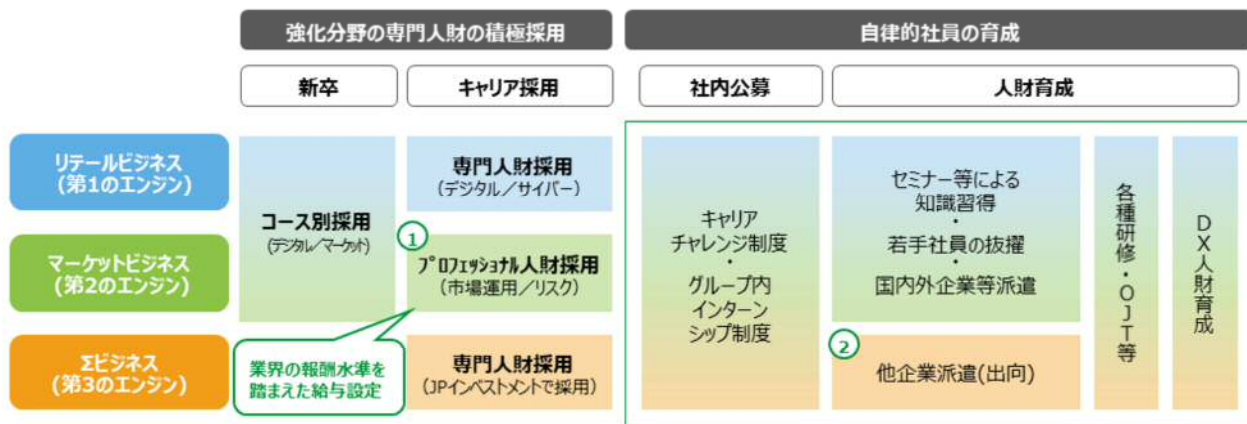 強化分野の専門人財の積極採用
自律的社員の育成
新卒
キャリア採用
社内公募
人財育成
リテールビジネス
(第1のエンジン)
マーケットビジネス
(第2のエンジン)
Σビジネス
(第3のエンジン)
コース別採用
(デジタル/マーケット)
専門人財採用
(デジタル/サイバー)
①
プロフェッショナル人財採用
(市場運用/リスク)
業界の報酬水準を
踏まえた給与設定
専門人財採用
(JPインベストメントで採用)
キャリア
チャレンジ制度
・
グループ内
インターン
シップ制度
セミナー等による
知識習得
・
若手社員の抜擢
・
国内外企業等派遣
②
他企業派遣(出向)
各種研修・OJT等
DX人財育成